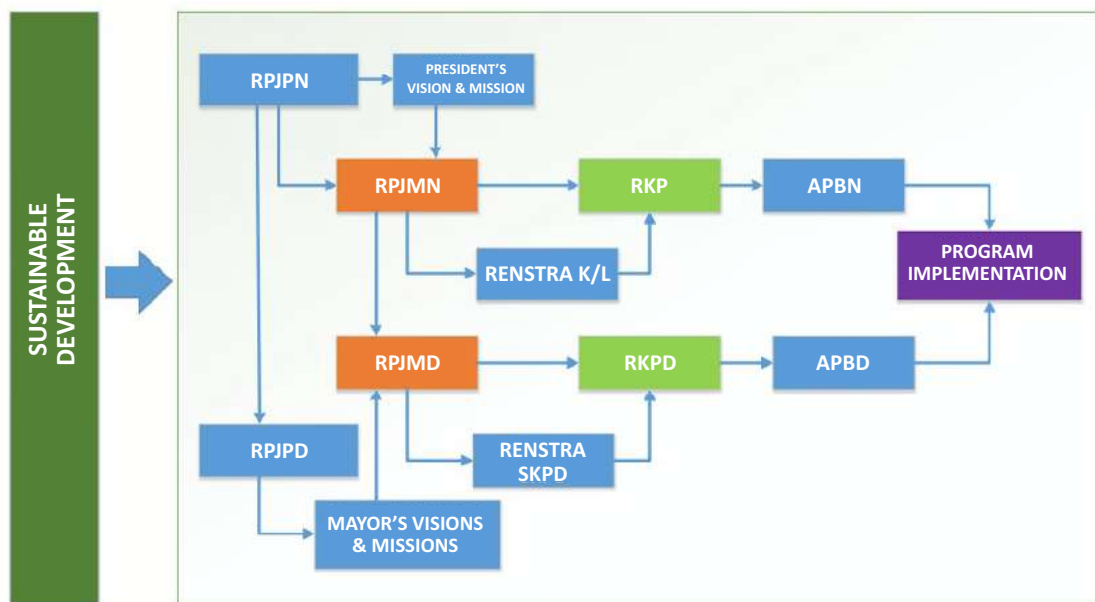 SUSTAINABLE
DEVELOPMENT
RPJPN
PRESIDENT’S
VISION & MISSION
RPJMN
RKP
APBN
RENSTRA K/L
PROGRAM
IMPLEMENTATION
RPJMD
RKPD
APBD
RPJPD
RENSTRA
SKPD
MAYOR’S VISIONS
& MISSIONS